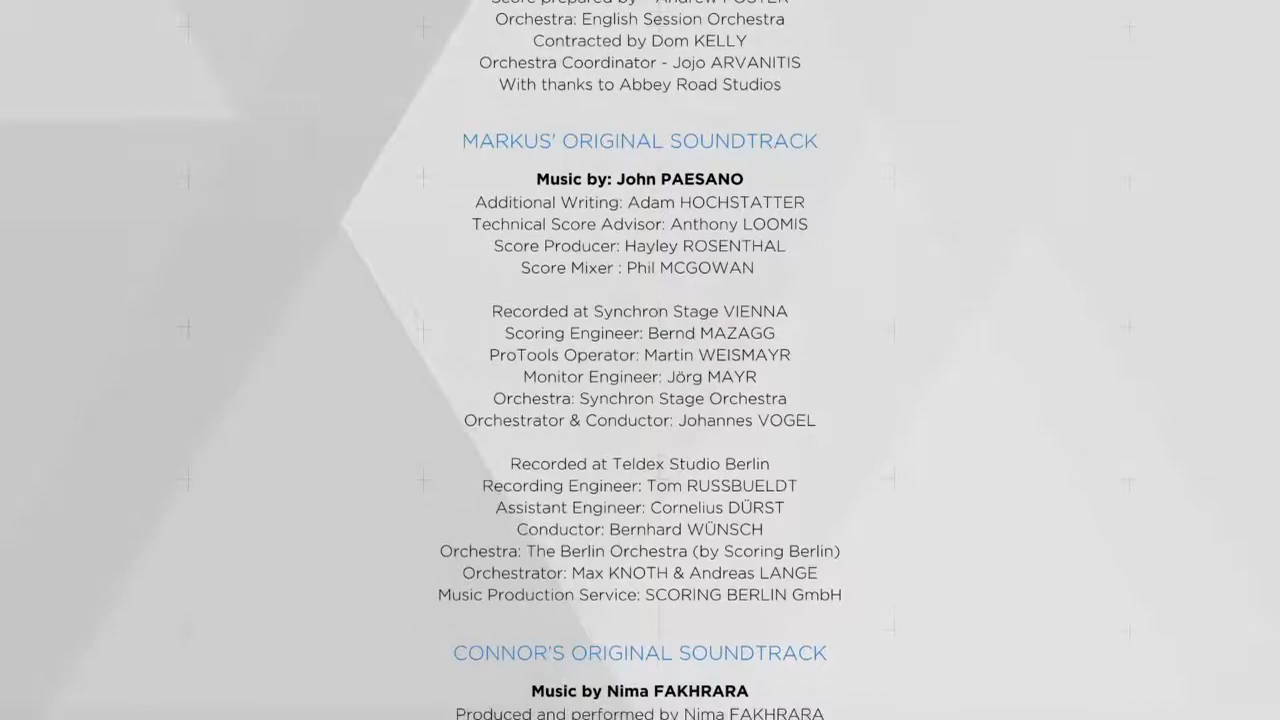 Score prepared by - Andrew FOSTER
Orchestra: English Session Orchestra
Contracted by Dom KELLY
Orchestra Coordinator - Jojo ARVANITIS
With thanks to Abbey Road Studios
MARKUS' ORIGINAL SOUNDTRACK
Music by: John PAESANO
Additional Writing: Adam HOCHSTATTER
Technical Score Advisor: Anthony LOOMIS
Score Producer: Hayley ROSENTHAL
Score Mixer : Phil MCGOWAN
Recorded at Synchron Stage VIENNA
Scoring Engineer: Bernd MAZAGG
ProTools Operator: Martin WEISMAYR
Monitor Engineer: Jörg MAYR
Orchestra: Synchron Stage Orchestra
Orchestrator & Conductor: Johannes VOGEL
Recorded at Teldex Studio Berlin
Recording Engineer: Tom RUSSBUELDT
Assistant Engineer: Cornelius DÜRST
Conductor: Bernhard WÜNSCH
Orchestra: The Berlin Orchestra (by Scoring Berlin)
Orchestrator: Max KNOTH & Andreas LANGE
Music Production Service: SCORING BERLIN GmbH
CONNOR'S ORIGINAL SOUNDTRACK
Music by Nima FAKHRARA
Produced and performed by Nima FAKHRARA